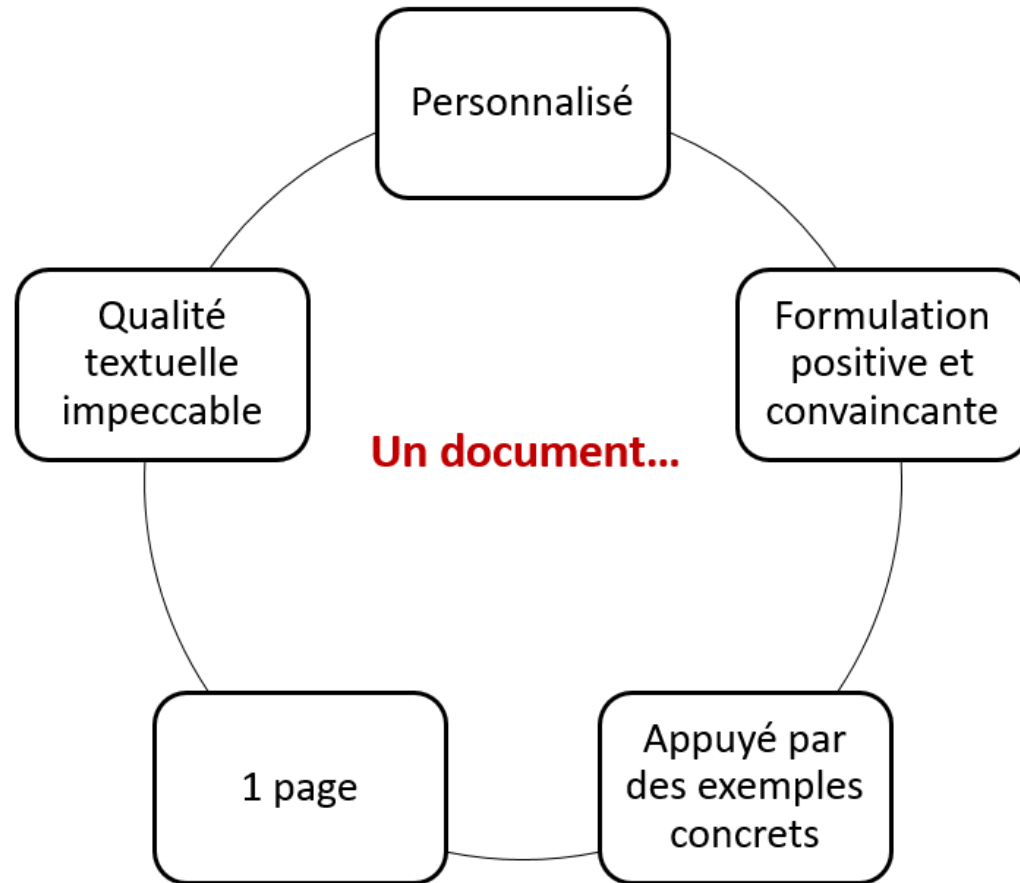 Personnalisé
Formulation
positive et
convaincante
Appuyé par
des exemples
concrets
1 page
Qualité
textuelle
impeccable
Un document...